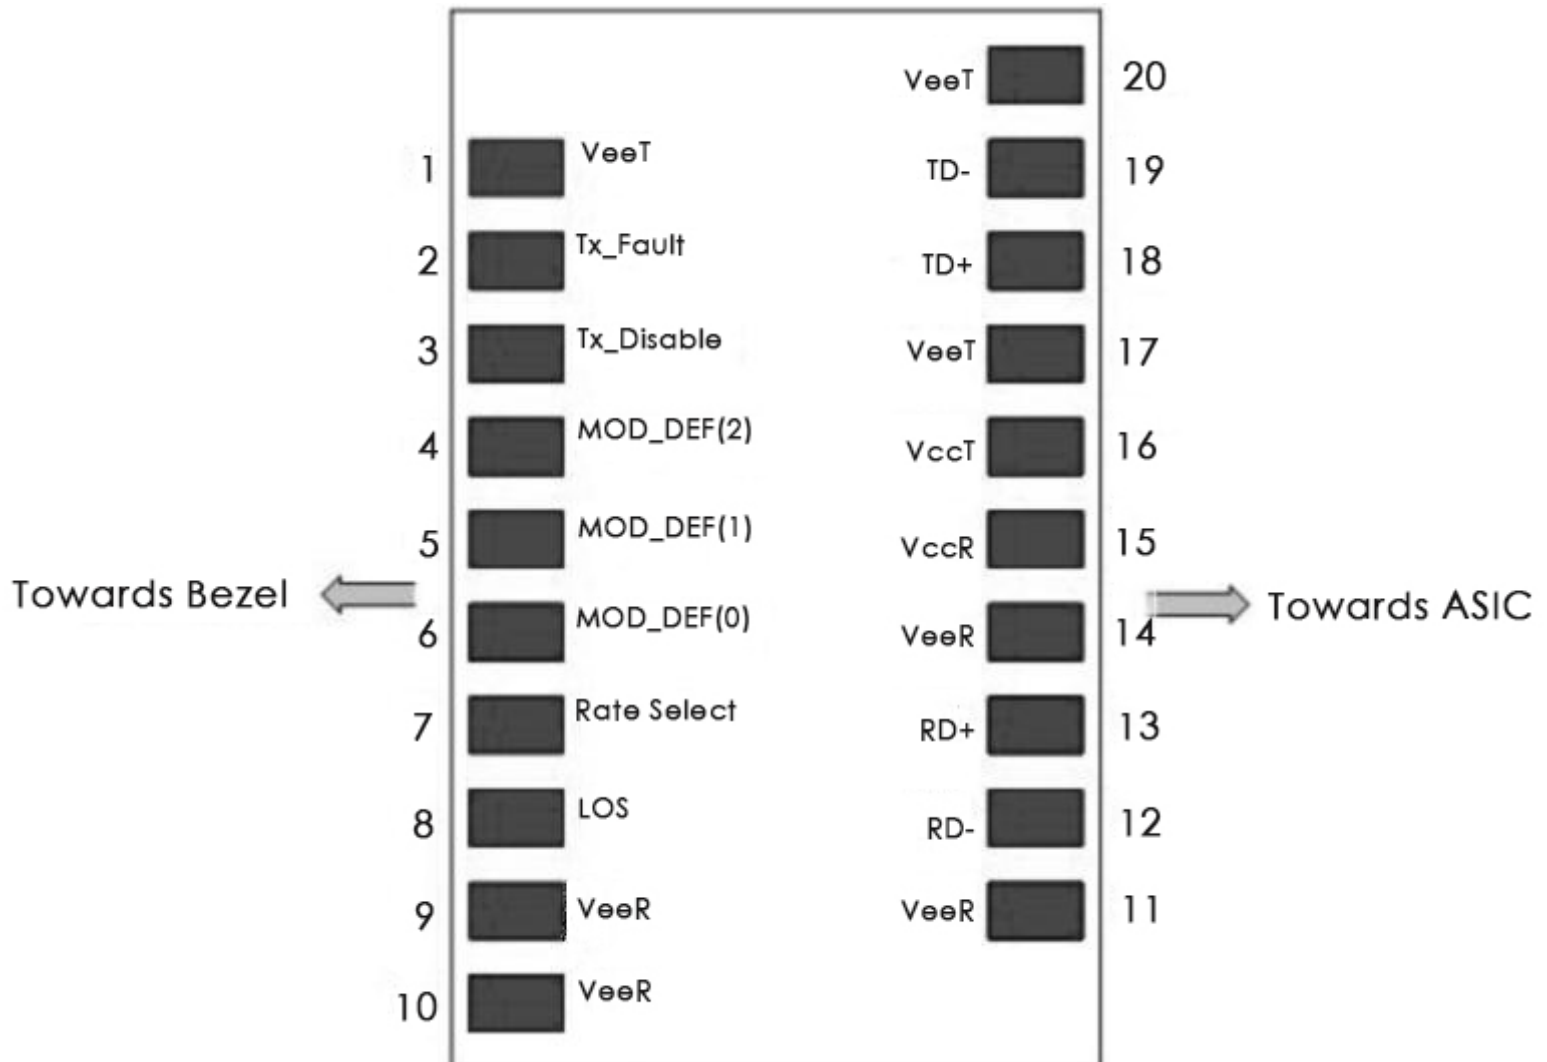 VeeT 20
1 VeeT TD- 19
2 Tx_Fault TD+ 18
3 Tx_Disable VeeT 17
4 MOD_DEF(2) VccT 16
5 MOD_DEF(1) VccR 15
Towards Bezel Towards ASIC
6 MOD_DEF(0) VeeR 14
7 Rate Select RD+ 13
8 LOS RD- 12
9 VeeR VeeR 11
10 VeeR